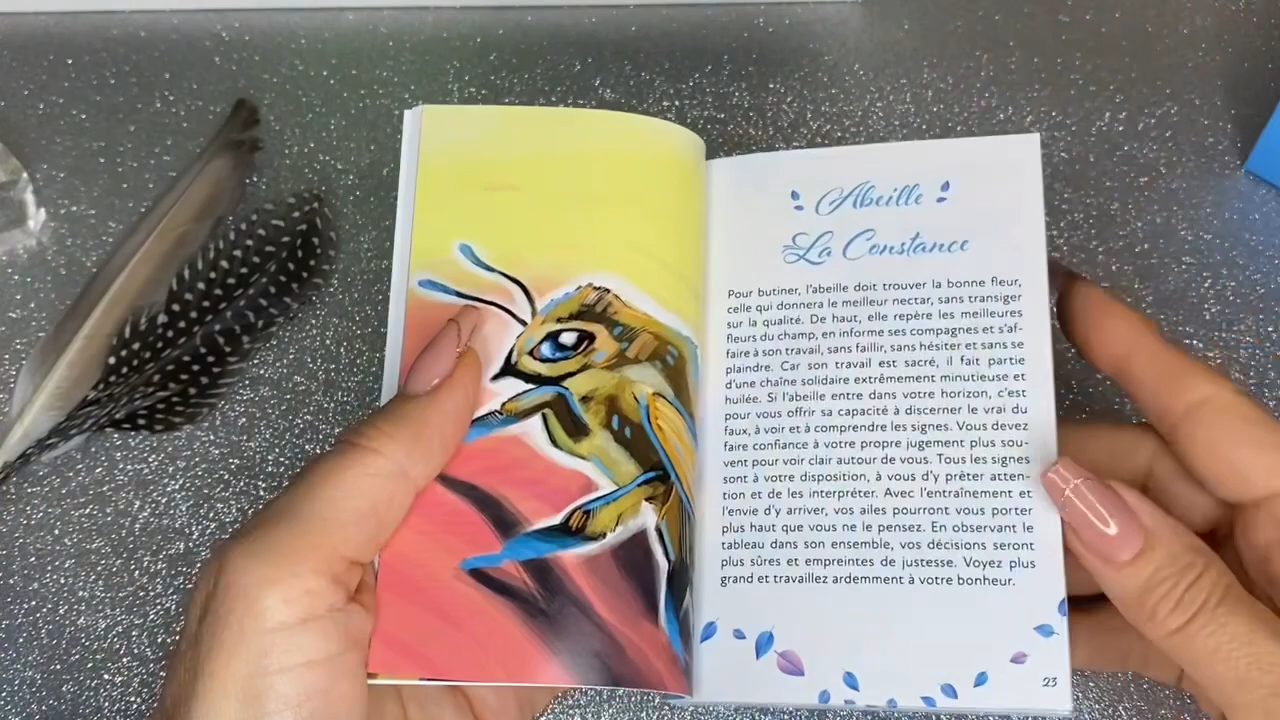 Abeille
La Constance
Pour butiner, l'abeille doit trouver la bonne fleur,
celle qui donnera le meilleur nectar, sans transiger
sur la qualité. De haut, elle repère les meilleures
fleurs du champ, en informe ses compagnes et s'af-
faire à son travail, sans faillir, sans hésiter et sans se
plaindre. Car son travail est sacré, il fait partie
d'une chaîne solidaire extrêmement minutieuse et
huilée. Si l'abeille entre dans votre horizon, c'est
pour vous offrir sa capacité à discerner le vrai du
faux, à voir et à comprendre les signes. Vous devez
faire confiance à votre propre jugement plus sou-
vent pour voir clair autour de vous. Tous les signes
sont à votre disposition, à vous d'y prêter atten-
tion et de les interpréter. Avec l'entraînement et
l'envie d'y arriver, vos ailes pourront vous porter
plus haut que vous ne le pensez. En observant le
tableau dans son ensemble, vos décisions seront
plus sûres et empreintes de justesse. Voyez plus
grand et travaillez ardemment à votre bonheur.
23